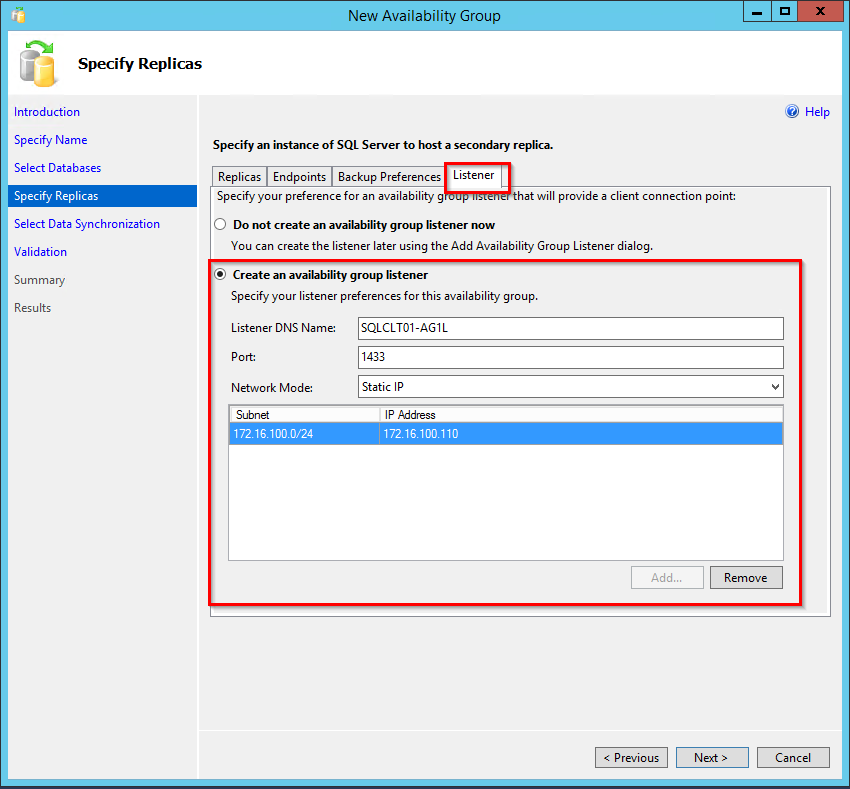 New Availability Group
Specify Replicas
Introduction
Specify Name
Select Databases
Specify Replicas
Select Data Synchronization
Validation
Summary
Results
Help
Specify an instance of SQL Server to host a secondary replica.
Replicas Endpoints Backup Preferences Listener
Specify your preference for an availability group listener that will provide a client connection point:
Do not create an availability group listener now
You can create the listener later using the Add Availability Group Listener dialog.
Create an availability group listener
Specify your listener preferences for this availability group.
Listener DNS Name: SQLCLT01-AG1L
Port: 1433
Network Mode: Static IP
Subnet IP Address
172.16.100.0/24 172.16.100.110
Add... Remove
< Previous Next > Cancel